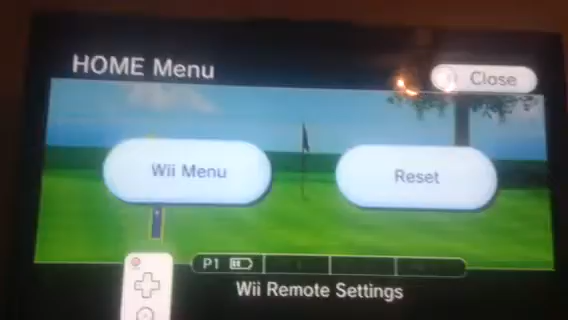 HOME Menu
Close
Wii Menu
Reset
P1
Wii Remote Settings